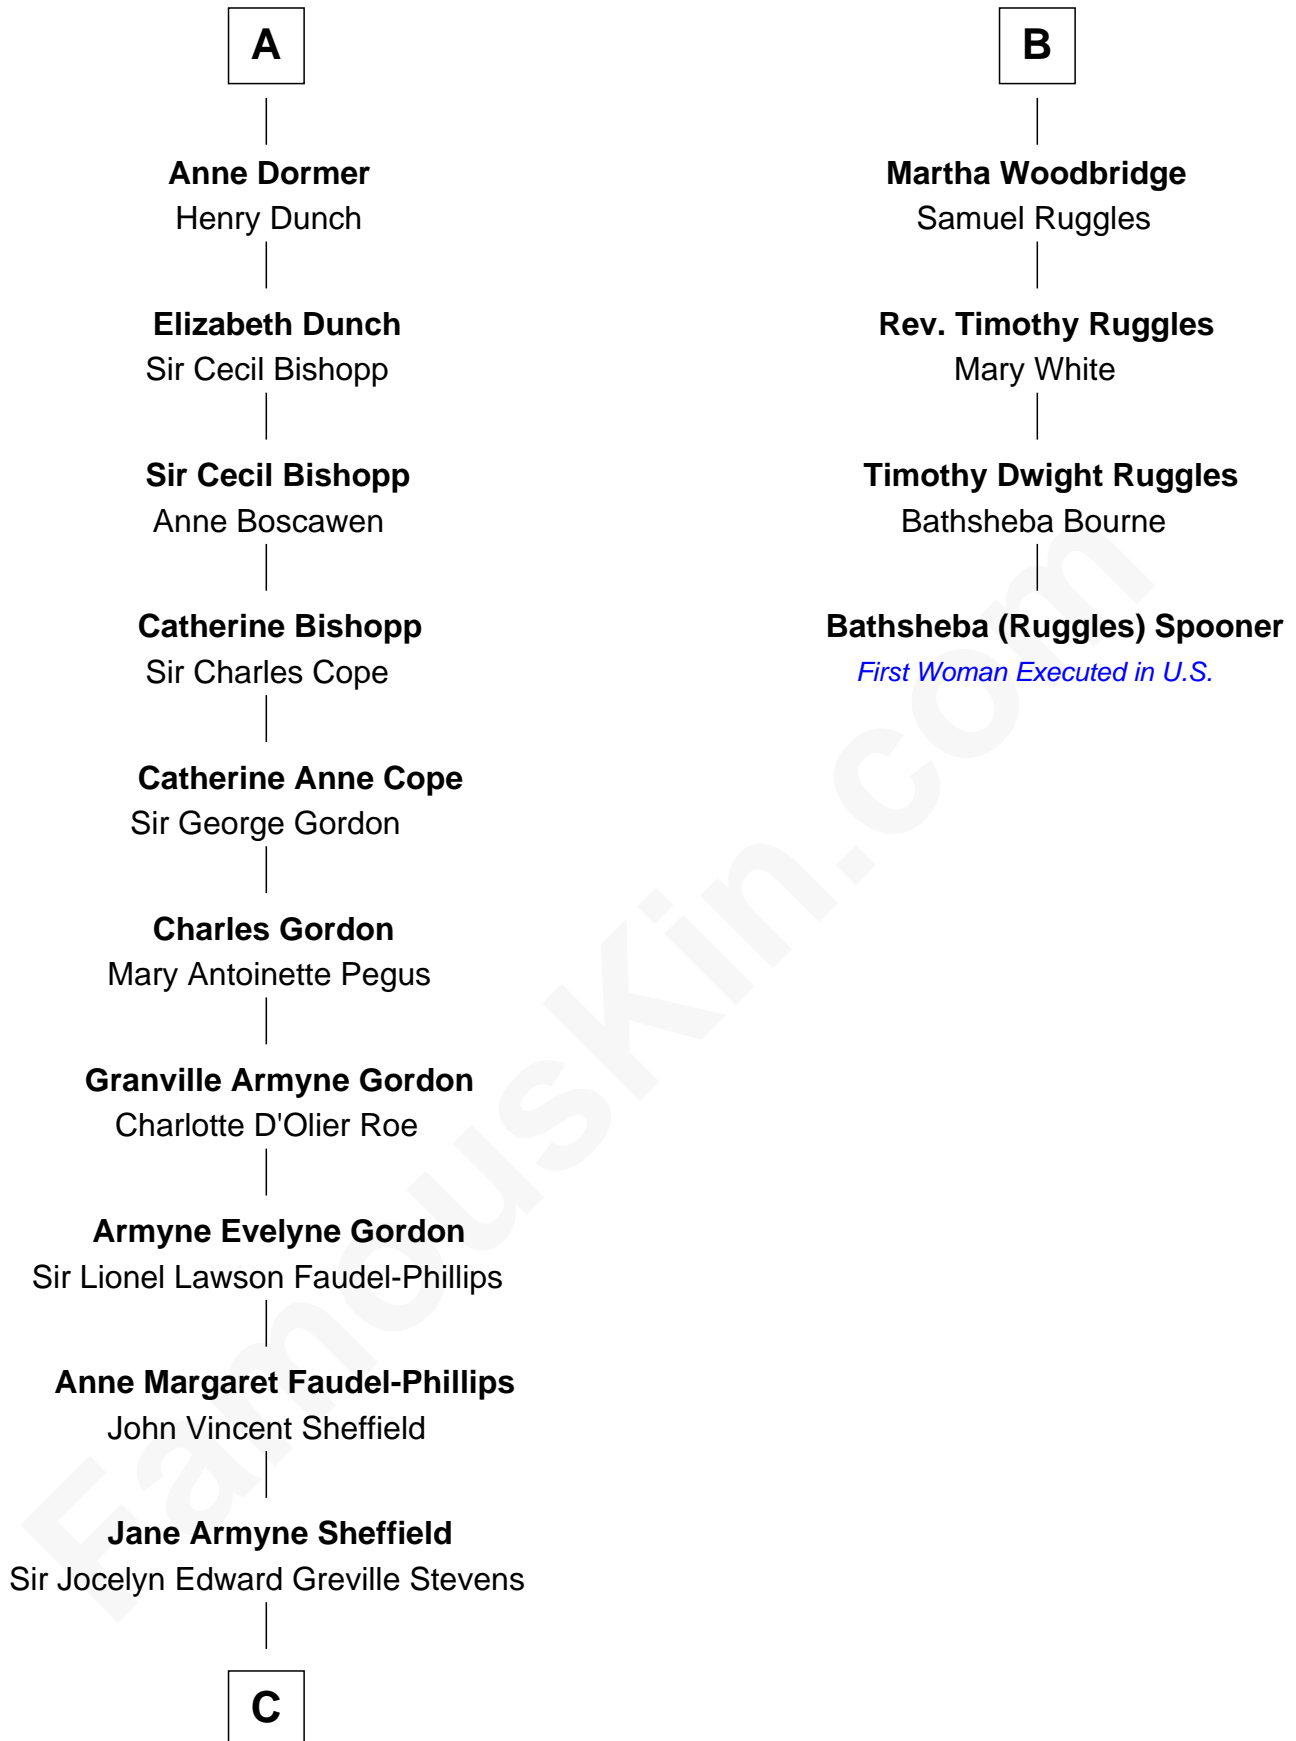 A
Anne Dormer
Henry Dunch
Elizabeth Dunch
Sir Cecil Bishopp
Sir Cecil Bishopp
Anne Boscawen
Catherine Bishopp
Sir Charles Cope
Catherine Anne Cope
Sir George Gordon
Charles Gordon
Mary Antoinette Pegus
Granville Armyne Gordon
Charlotte D'Olier Roe
Armyne Evelyne Gordon
Sir Lionel Lawson Faudel-Phillips
Anne Margaret Faudel-Phillips
John Vincent Sheffield
Jane Armyne Sheffield
Sir Jocelyn Edward Greville Stevens
C
B
Martha Woodbridge
Samuel Ruggles
Rev. Timothy Ruggles
Mary White
Timothy Dwight Ruggles
Bathsheba Bourne
Bathsheba (Ruggles) Spooner
First Woman Executed in U.S.
FamousKin.com